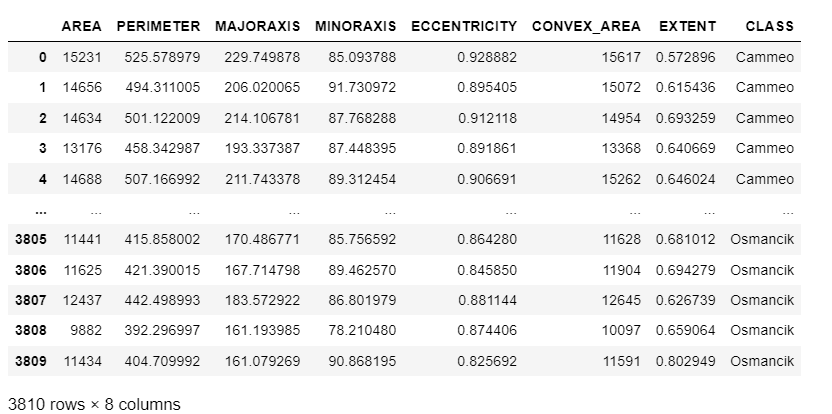 AREA PERIMETER MAJORAXIS MINORAXIS ECCENTRICITY CONVEX_AREA EXTENT CLASS
0 15231 525.578979 229.749878 85.093788 0.928882 15617 0.572896 Cammeo
1 14656 494.311005 206.020065 91.730972 0.895405 15072 0.615436 Cammeo
2 14634 501.122009 214.106781 87.768288 0.912118 14954 0.693259 Cammeo
3 13176 458.342987 193.337387 87.448395 0.891861 13368 0.640669 Cammeo
4 14688 507.166992 211.743378 89.312454 0.906691 15262 0.646024 Cammeo
... ... ... ... ... ... ... ... ...
3805 11441 415.858002 170.486771 85.756592 0.864280 11628 0.681012 Osmancik
3806 11625 421.390015 167.714798 89.462570 0.845850 11904 0.694279 Osmancik
3807 12437 442.498993 183.572922 86.801979 0.881144 12645 0.626739 Osmancik
3808 9882 392.296997 161.193985 78.210480 0.874406 10097 0.659064 Osmancik
3809 11434 404.709992 161.079269 90.868195 0.825692 11591 0.802949 Osmancik
3810 rows × 8 columns